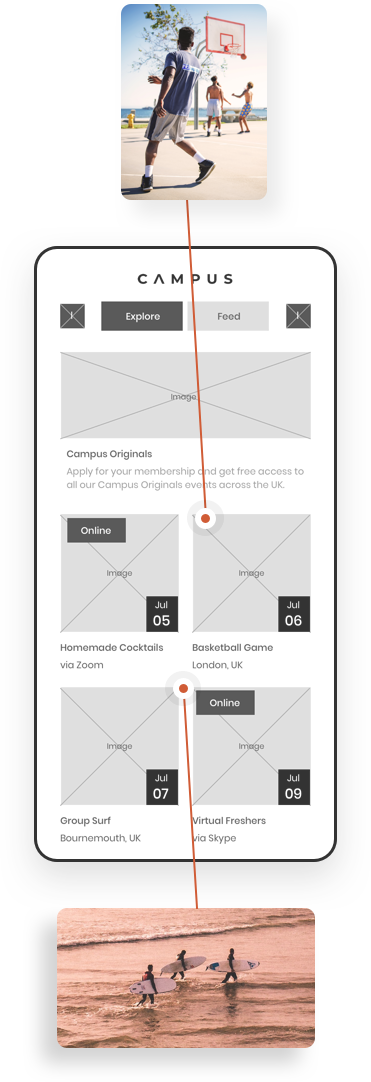 CAMPUS
Explore
Feed
Image
Campus Originals
Apply for your membership and get free access to
all our Campus Originals events across the UK.
Online
Image
Image
Jul
05
Jul
06
Homemade Cocktails
Basketball Game
via Zoom
London, UK
Online
Image
Image
Jul
07
Jul
09
Group Surf
Virtual Freshers
Bournemouth, UK
via Skype